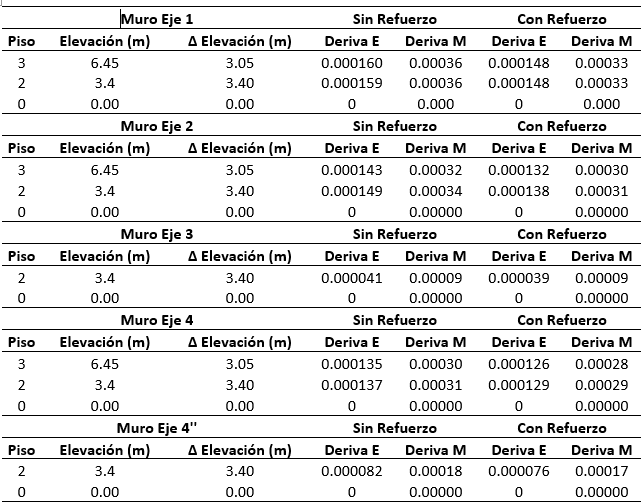 Muro Eje 1 Sin Refuerzo Con Refuerzo
Piso Elevación (m) Δ Elevación (m) Deriva E Deriva M Deriva E Deriva M
3 6.45 3.05 0.000160 0.00036 0.000148 0.00033
2 3.4 3.40 0.000159 0.00036 0.000148 0.00033
0 0.00 0.00 0 0.000 0 0.000
Muro Eje 2 Sin Refuerzo Con Refuerzo
Piso Elevación (m) Δ Elevación (m) Deriva E Deriva M Deriva E Deriva M
3 6.45 3.05 0.000143 0.00032 0.000132 0.00030
2 3.4 3.40 0.000149 0.00034 0.000138 0.00031
0 0.00 0.00 0 0.00000 0 0.00000
Muro Eje 3 Sin Refuerzo Con Refuerzo
Piso Elevación (m) Δ Elevación (m) Deriva E Deriva M Deriva E Deriva M
2 3.4 3.40 0.000041 0.00009 0.000039 0.00009
0 0.00 0.00 0 0.00000 0 0.00000
Muro Eje 4 Sin Refuerzo Con Refuerzo
Piso Elevación (m) Δ Elevación (m) Deriva E Deriva M Deriva E Deriva M
3 6.45 3.05 0.000135 0.00030 0.000126 0.00028
2 3.4 3.40 0.000137 0.00031 0.000129 0.00029
0 0.00 0.00 0 0.00000 0 0.00000
Muro Eje 4'' Sin Refuerzo Con Refuerzo
Piso Elevación (m) Δ Elevación (m) Deriva E Deriva M Deriva E Deriva M
2 3.4 3.40 0.000082 0.00018 0.000076 0.00017
0 0.00 0.00 0 0.00000 0 0.00000